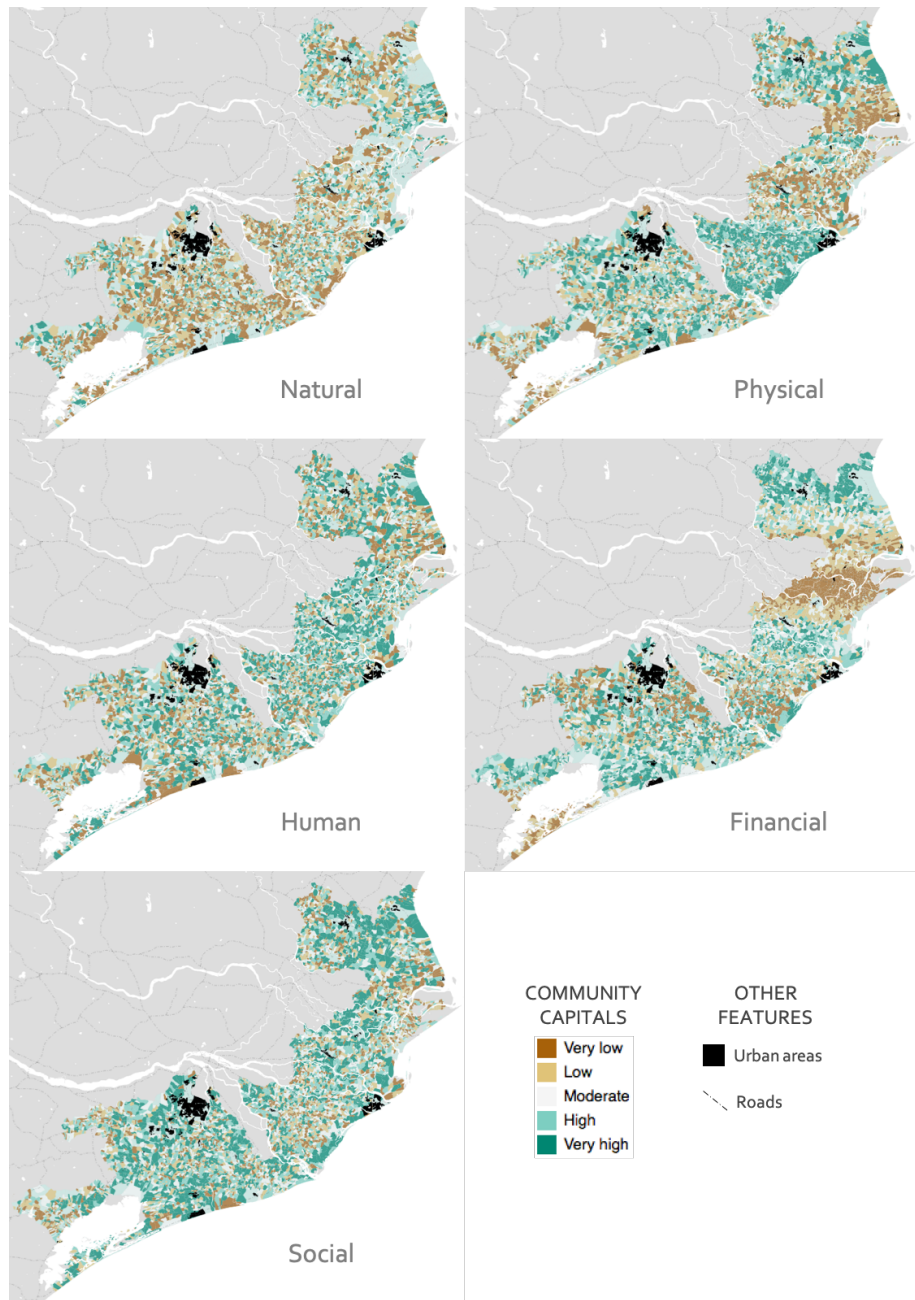 Natural
Physical
Human
Financial
Social
COMMUNITY
CAPITALS
Very low
Low
Moderate
High
Very high
OTHER
FEATURES
Urban areas
Roads